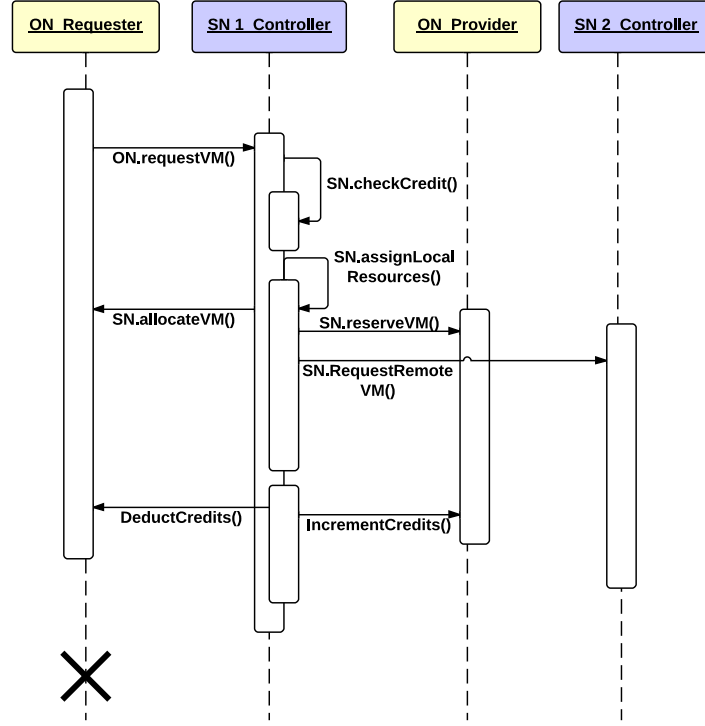 ON_Requester
SN 1_Controller
ON_Provider
SN 2_Controller
ON.requestVM()
SN.checkCredit()
SN.assignLocal
Resources()
SN.allocateVM()
SN.reserveVM()
SN.RequestRemote
VM()
DeductCredits()
IncrementCredits()